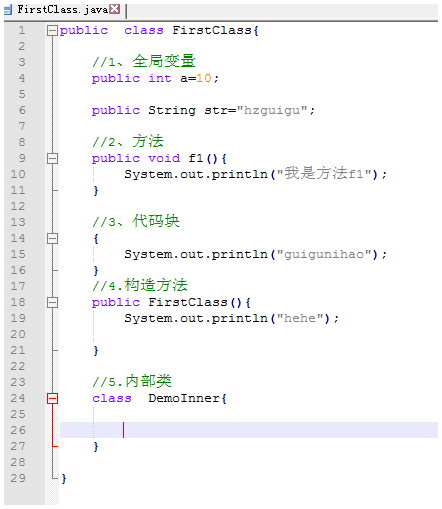 FirstClass.java
1 public  class FirstClass{
2
3     //1、全局变量
4     public int a=10;
5
6     public String str="hzguigu";
7
8     //2、方法
9     public void f1(){
10         System.out.println("我是方法f1");
11     }
12
13     //3、代码块
14     {
15         System.out.println("guigunihao");
16     }
17     //4.构造方法
18     public FirstClass(){
19         System.out.println("hehe");
20
21     }
22
23     //5.内部类
24     class  DemoInner{
25
26
27     }
28
29 }